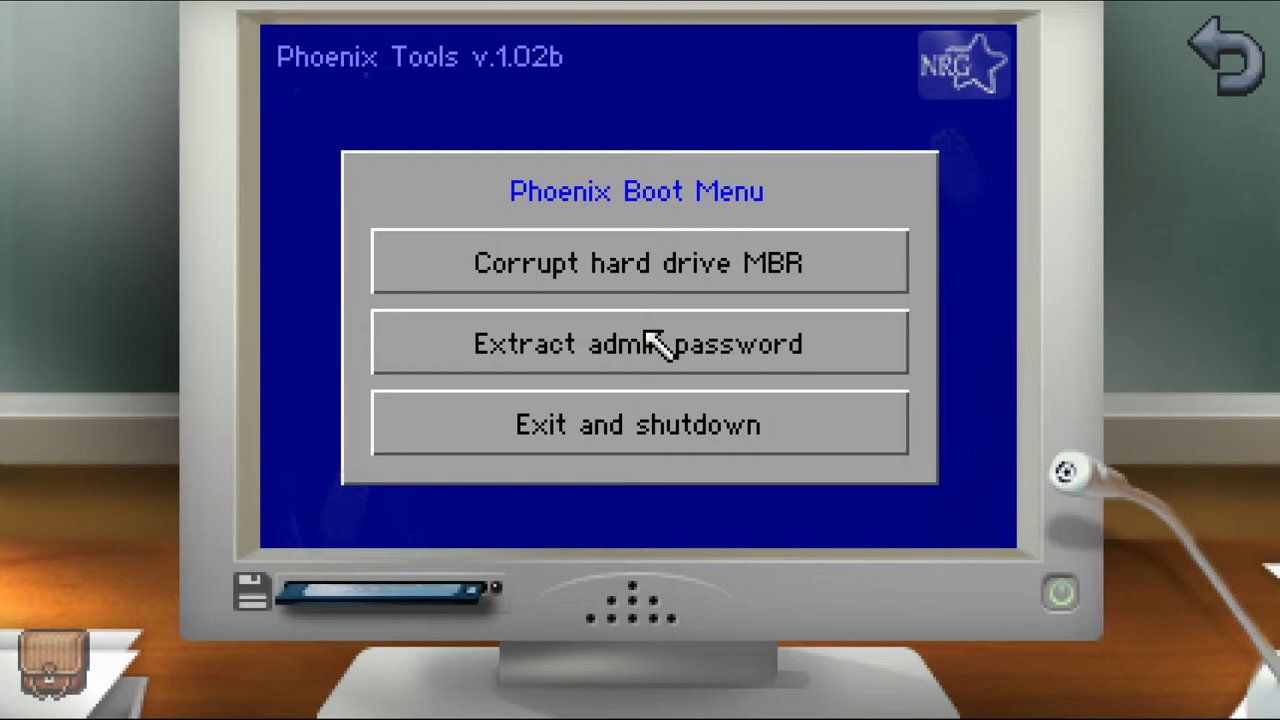 Phoenix Tools v.1.02b
NRG
Phoenix Boot Menu
Corrupt hard drive MBR
Extract admin password
Exit and shutdown